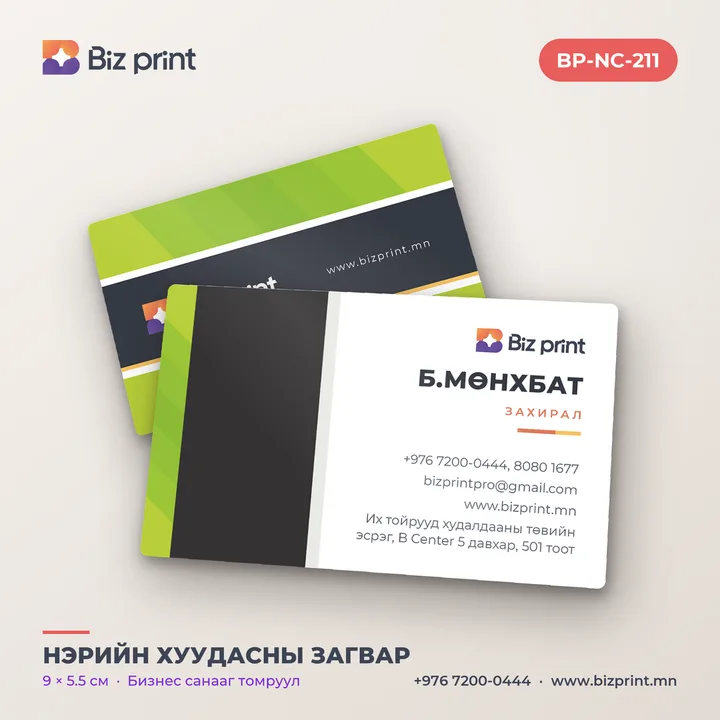 Biz print
BP-NC-211
www.bizprint.mn
Biz print
Б.МӨНХБАТ
ЗАХИРАЛ
+976 7200-0444, 8080 1677
bizprintpro@gmail.com
www.bizprint.mn
Их тойрууд худалдааны төвийн
эсрэг, B Center 5 давхар, 501 тоот
НЭРИЙН ХУУДАСНЫ ЗАГВАР
9 × 5.5 см · Бизнес санааг томруул
+976 7200-0444 · www.bizprint.mn